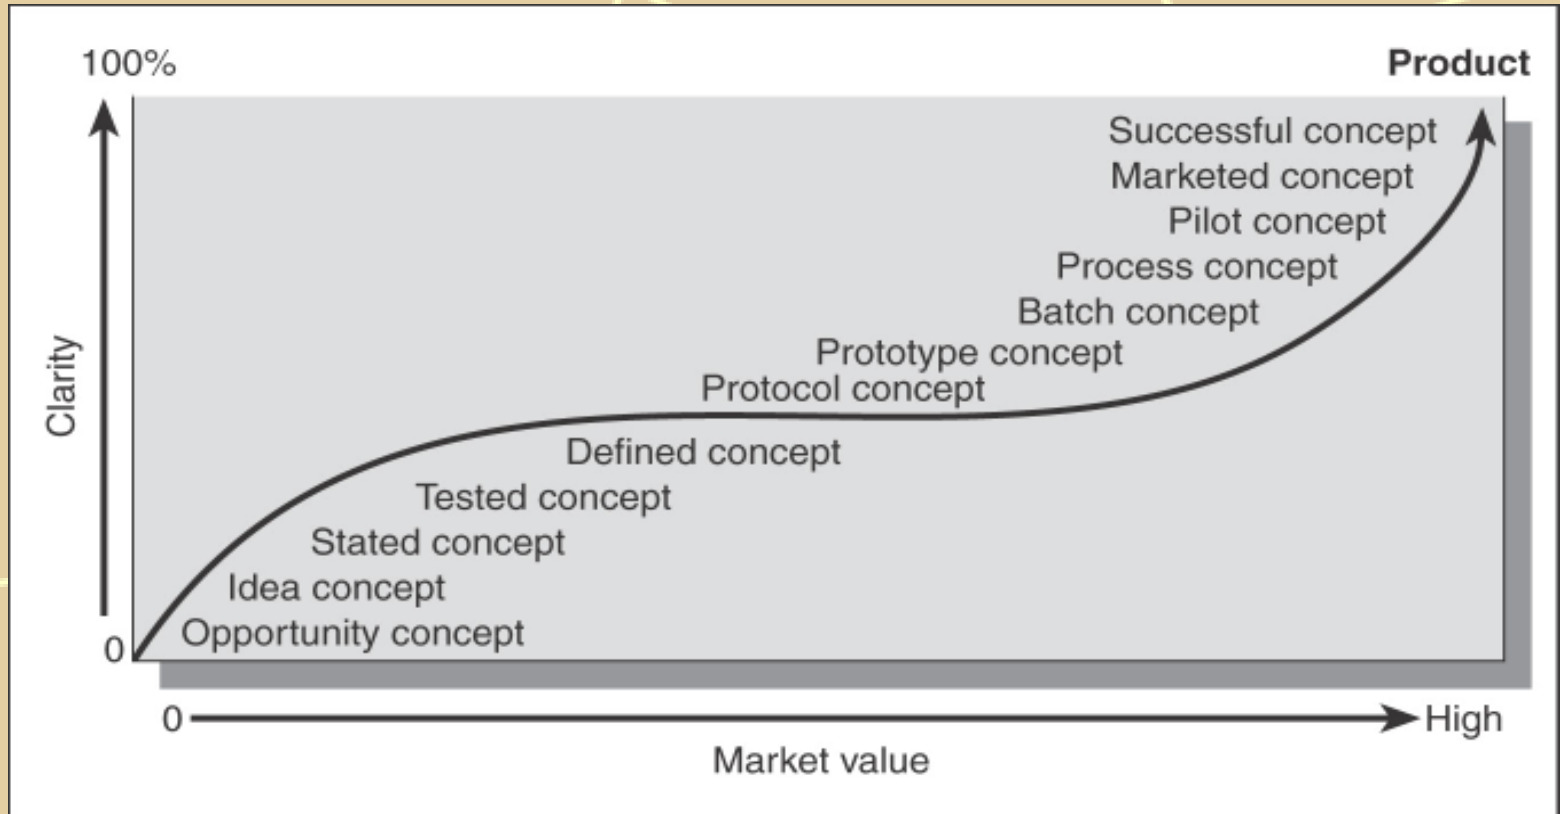 100%
Product
Successful concept
Marketed concept
Pilot concept
Process concept
Batch concept
Prototype concept
Protocol concept
Clarity
Defined concept
Tested concept
Stated concept
Idea concept
Opportunity concept
0
0
High
Market value